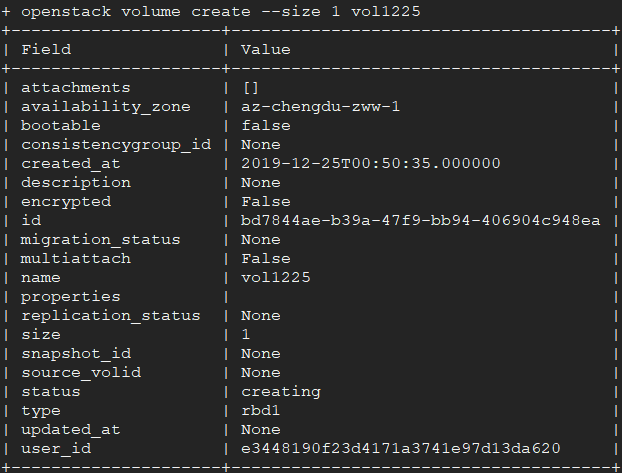 + openstack volume create --size 1 vol1225
+---------------------+--------------------------------------+
| Field               | Value                                |
+---------------------+--------------------------------------+
| attachments         | []                                   |
| availability_zone   | az-chengdu-zww-1                     |
| bootable            | false                                |
| consistencygroup_id | None                                 |
| created_at          | 2019-12-25T00:50:35.000000           |
| description         | None                                 |
| encrypted           | False                                |
| id                  | bd7844ae-b39a-47f9-bb94-406904c948ea |
| migration_status    | None                                 |
| multiattach         | False                                |
| name                | vol1225                              |
| properties          |                                      |
| replication_status  | None                                 |
| size                | 1                                    |
| snapshot_id         | None                                 |
| source_volid        | None                                 |
| status              | creating                             |
| type                | rbd1                                 |
| updated_at          | None                                 |
| user_id             | e3448190f23d4171a3741e97d13da620     |
+---------------------+--------------------------------------+